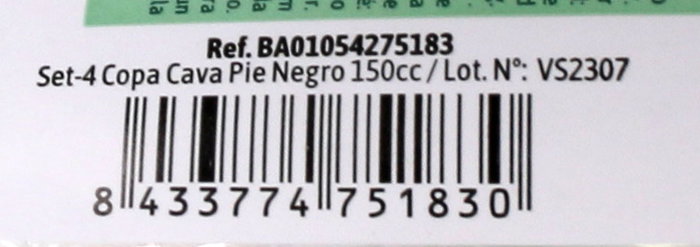 Ref. BA01054275183
Set-4 Copa Cava Pie Negro 150cc / Lot. Nº: VS2307
8 433774 751830